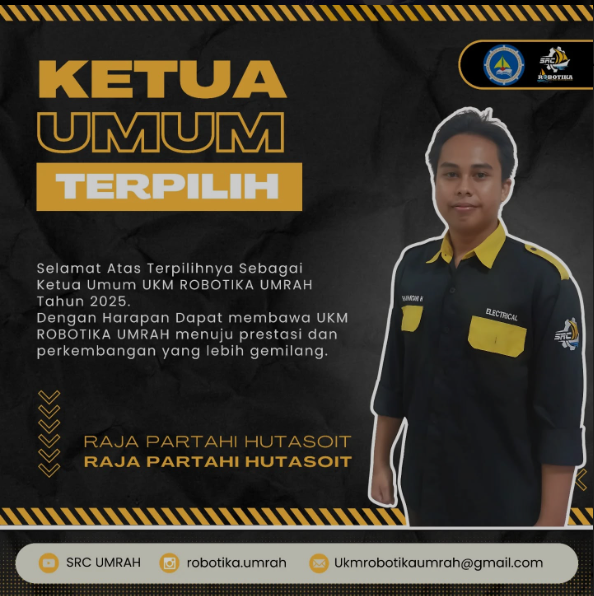 KETUA
UMUM
TERPILIH
SRC
ROBOTIKA
Selamat Atas Terpilihnya Sebagai
Ketua Umum UKM ROBOTIKA UMRAH
Tahun 2025.
Dengan Harapan Dapat membawa UKM
ROBOTIKA UMRAH menuju prestasi dan
perkembangan yang lebih gemilang.
ELECTRICAL
SRC
RAJA PARTAHI HUTASOIT
RAJA PARTAHI HUTASOIT
SRC UMRAH
robotika.umrah
Ukmrobotikaumrah@gmail.com